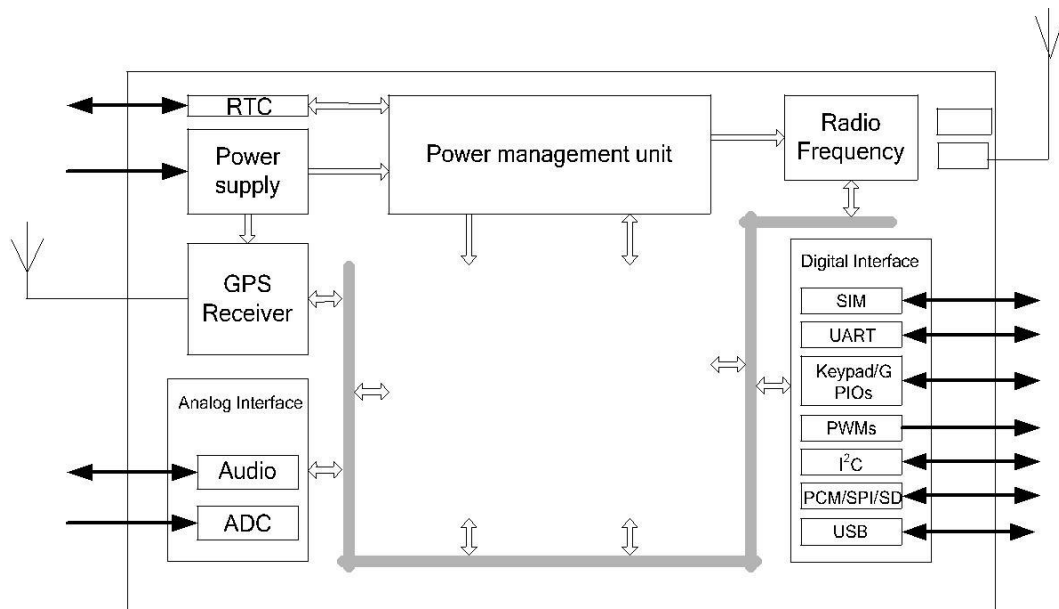 RTC
Power
supply
Power management unit
Radio
Frequency
GPS
Receiver
Digital Interface
SIM
UART
Keypad/G
PIOs
PWMs
I²C
PCM/SPI/SD
USB
Analog Interface
Audio
ADC